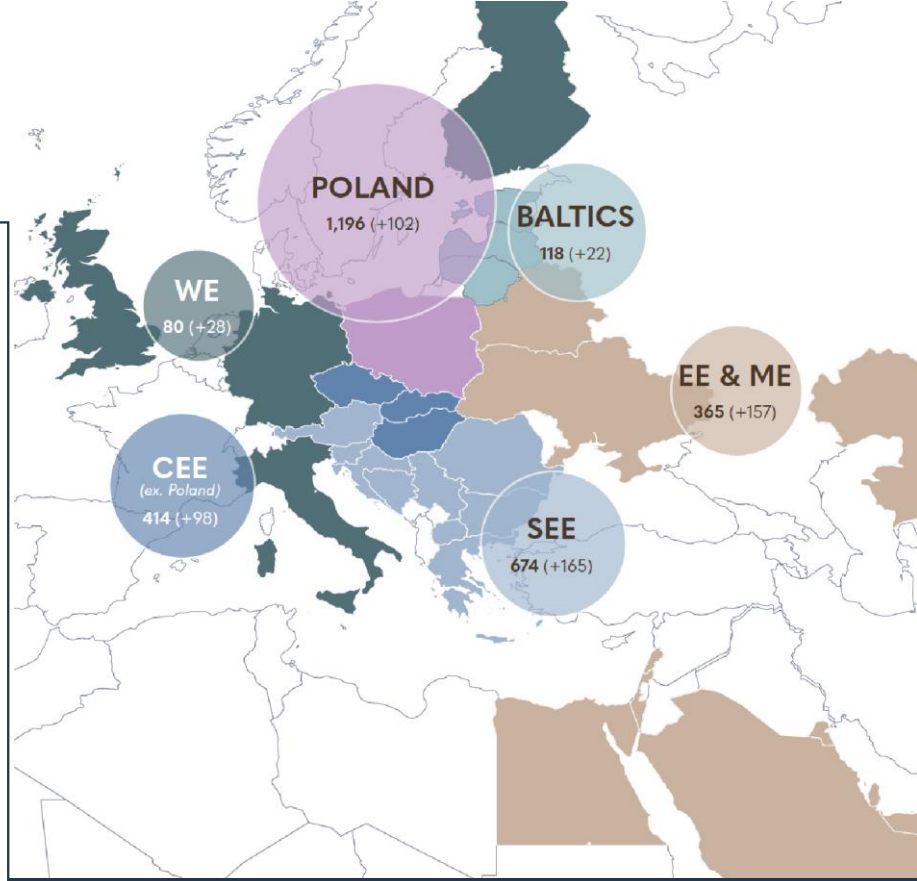 POLAND
1,196 (+102)
BALTICS
118 (+22)
WE
80 (+28)
EE & ME
365 (+157)
CEE
(ex. Poland)
414 (+98)
SEE
674 (+165)